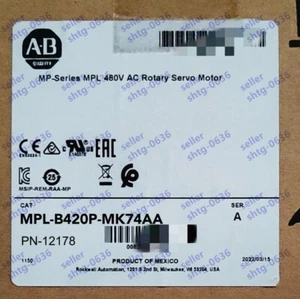 AB
MP-Series MPL 480V AC Rotary Servo Motor
EAC
25
MSIP-REM-RAA-MP
CAT
SER
MPL-B420P-MK74AA
A
PN-12178
PRODUCT OF MEXICO
1150
2022/03/15
Rockwell Automation, 1201 S 2nd St, Milwaukee, WI 53204, USA
seller
shtg-0636